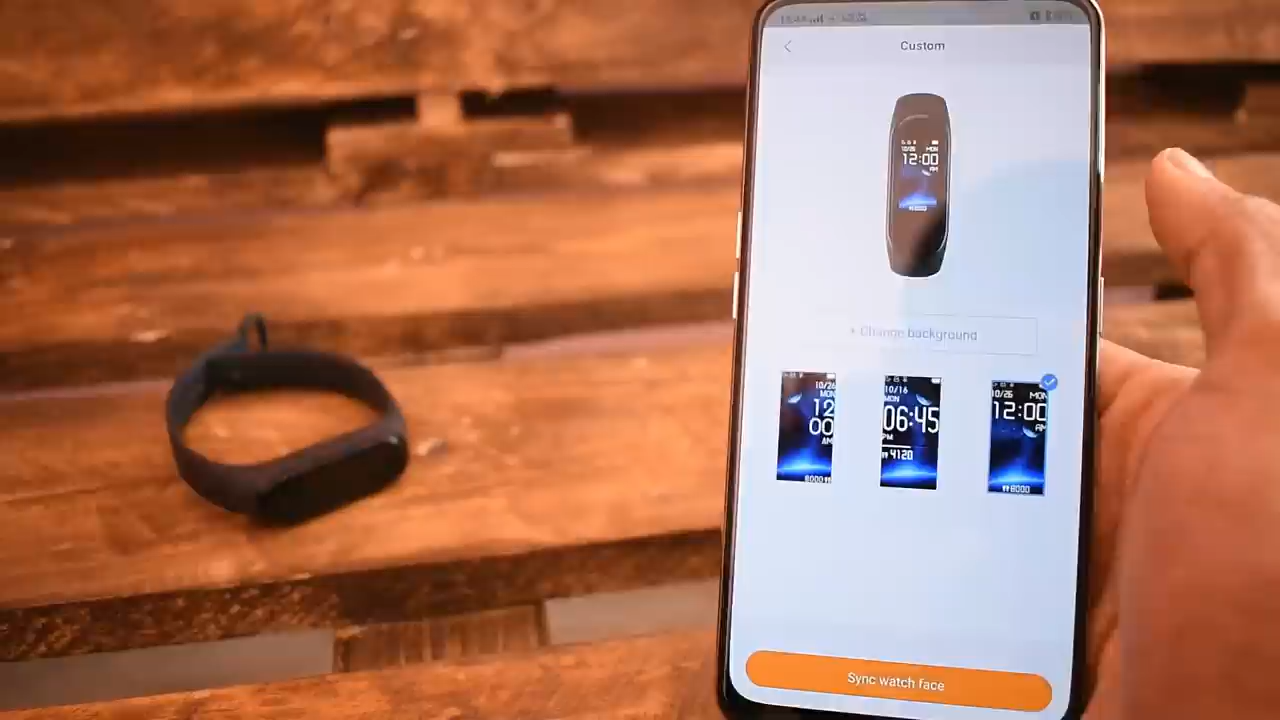 Custom
10/26 MON
12:00
AM
+ Change background
10/26
MON
12
00
AM
8000
10/16
MON
06:45
PM
4120
10/26 MON
12:00
AM
8000
Sync watch face